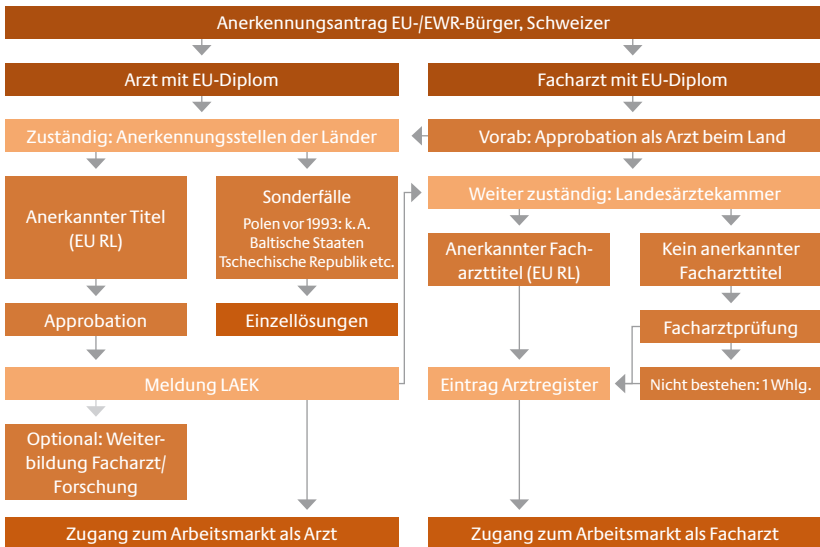 Anerkennungsantrag EU-/EWR-Bürger, Schweizer
Arzt mit EU-Diplom
Facharzt mit EU-Diplom
Zuständig: Anerkennungsstellen der Länder
Vorab: Approbation als Arzt beim Land
Anerkannter Titel
(EU RL)
Sonderfälle
Polen vor 1993: k. A.
Baltische Staaten
Tschechische Republik etc.
Weiter zuständig: Landesärztekammer
Anerkannter Fach-
arzttitel (EU RL)
Kein anerkannter
Facharzttitel
Approbation
Einzellösungen
Facharztprüfung
Meldung LAEK
Eintrag Arztregister
Nicht bestehen: 1 Whlg.
Optional: Weiter-
bildung Facharzt/
Forschung
Zugang zum Arbeitsmarkt als Arzt
Zugang zum Arbeitsmarkt als Facharzt